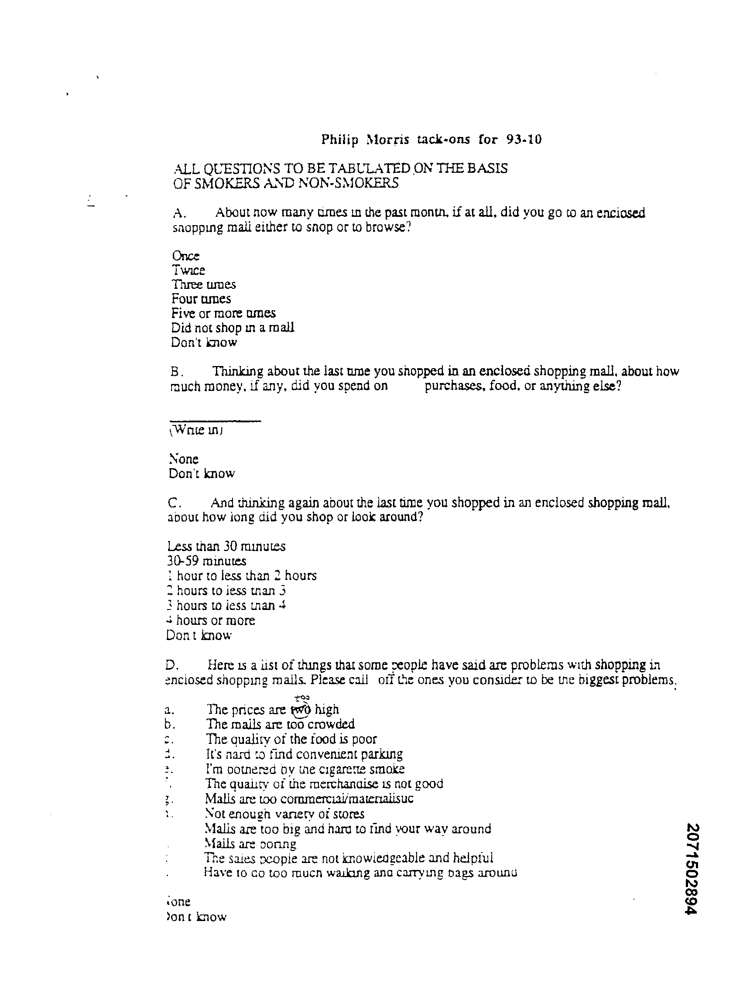 Philip Morris tack-ons for 93-10
ALL QUESTIONS TO BE TABULATED ON THE BASIS
OF SMOKERS AND NON-SMOKERS
A. About how many times in the past month, if at all, did you go to an enclosed
shopping mall either to shop or to browse?
Once
Twice
Three times
Four times
Five or more times
Did not shop in a mall
Don't know
B. Thinking about the last time you shopped in an enclosed shopping mall, about how
much money, if any, did you spend on purchases, food, or anything else?
(Write in)
None
Don't know
C. And thinking again about the last time you shopped in an enclosed shopping mall,
about how long did you shop or look around?
Less than 30 minutes
30-59 minutes
1 hour to less than 2 hours
2 hours to less than 3
3 hours to less than 4
4 hours or more
Don't know
D. Here is a list of things that some people have said are problems with shopping in
enclosed shopping malls. Please call off the ones you consider to be the biggest problems.
too
a. The prices are two high
b. The malls are too crowded
c. The quality of the food is poor
d. It's hard to find convenient parking
e. I'm bothered by the cigarette smoke
f. The quality of the merchandise is not good
g. Malls are too commercial/materialistic
h. Not enough variety of stores
Malls are too big and hard to find your way around
Malls are boring
The sales people are not knowledgeable and helpful
Have to do too much walking and carrying bags around
None
Don't know
2071502894